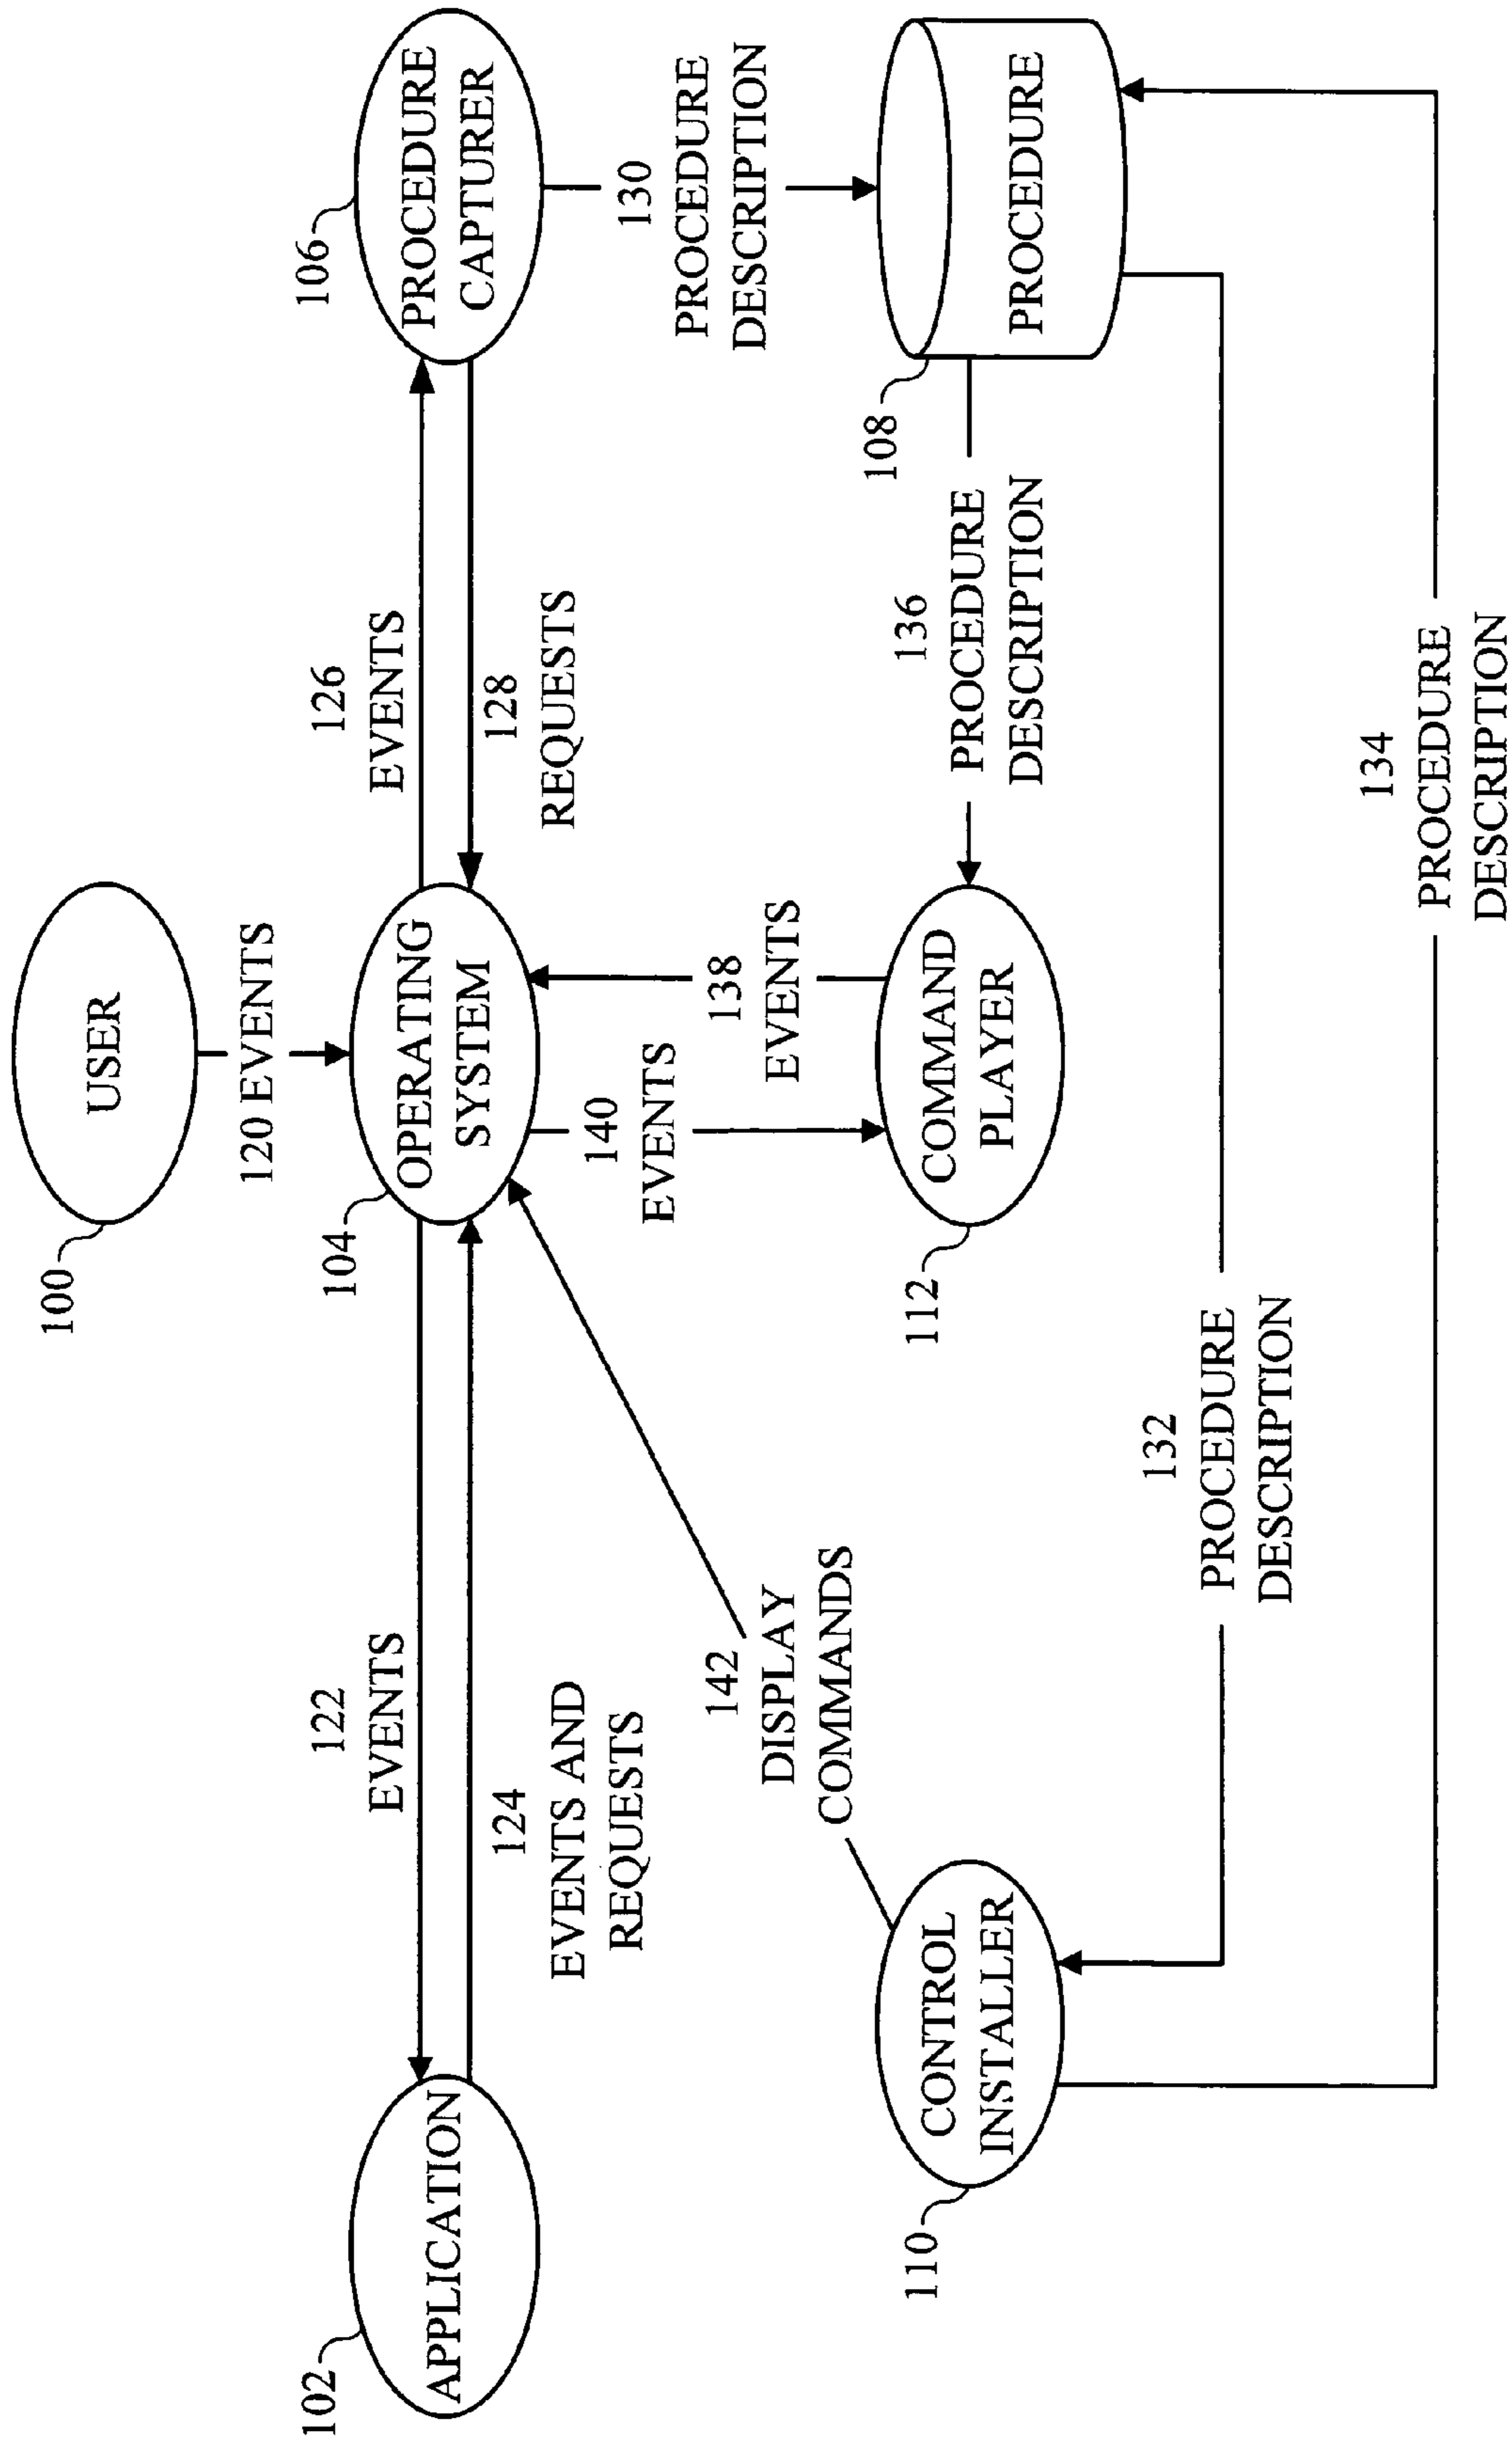 100
USER
120 EVENTS
102
APPLICATION
122
EVENTS
124
EVENTS AND
REQUESTS
104
OPERATING
SYSTEM
126
EVENTS
128
REQUESTS
106
PROCEDURE
CAPTURER
130
PROCEDURE
DESCRIPTION
142
DISPLAY
COMMANDS
140
EVENTS
138
EVENTS
110
CONTROL
INSTALLER
112
COMMAND
PLAYER
136
PROCEDURE
DESCRIPTION
108
PROCEDURE
132
PROCEDURE
DESCRIPTION
134
PROCEDURE
DESCRIPTION